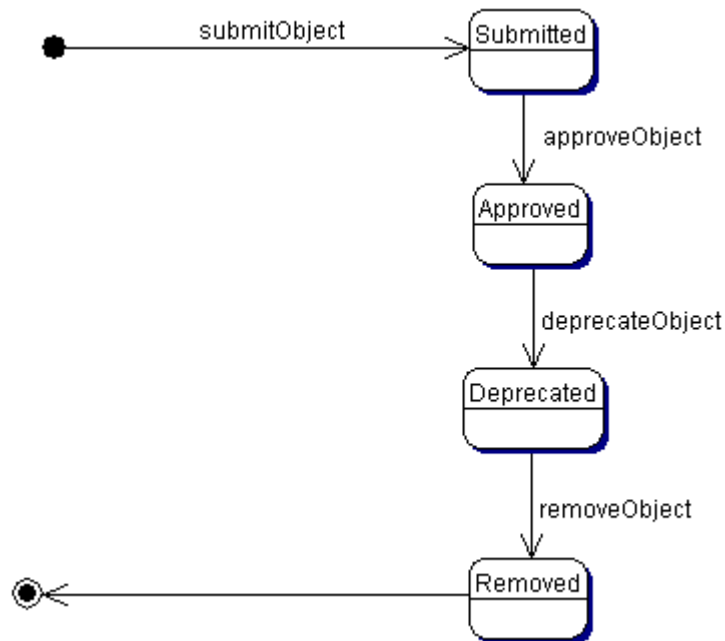 submitObject
Submitted
approveObject
Approved
deprecateObject
Deprecated
removeObject
Removed